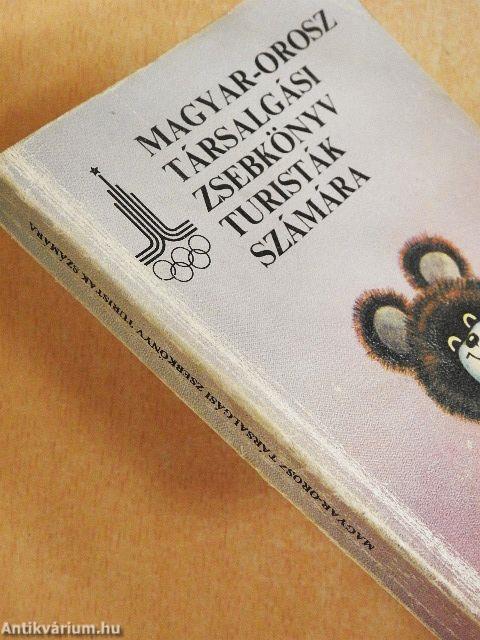 MAGYAR-OROSZ
TÁRSALGÁSI
ZSEBKÖNYV
TURISTÁK
SZÁMÁRA
MAGYAR-OROSZ TÁRSALGÁSI ZSEBKÖNYV TURISTÁK SZÁMÁRA
Antikvárium.hu